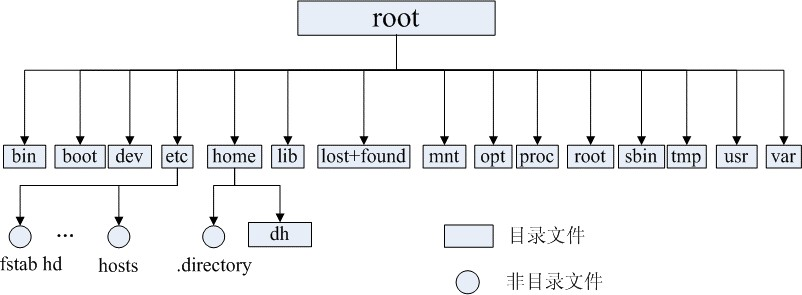 root
bin boot dev etc home lib lost+found mnt opt proc root sbin tmp usr var
... dh 目录文件
fstab hd hosts .directory 非目录文件